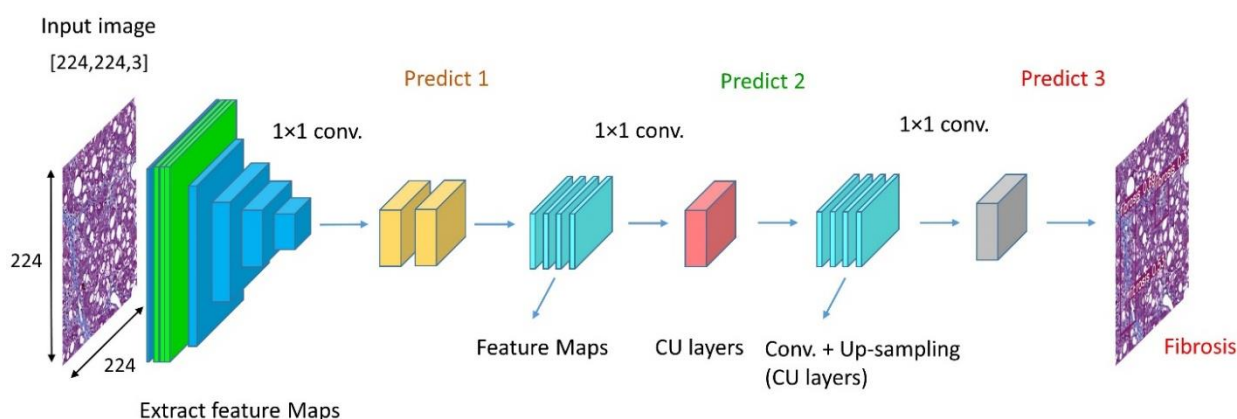 Input image
[224,224,3]
Predict 1
Predict 2
Predict 3
1×1 conv.
1×1 conv.
1×1 conv.
224
224
Feature Maps
CU layers
Conv. + Up-sampling
(CU layers)
Fibrosis
Extract feature Maps